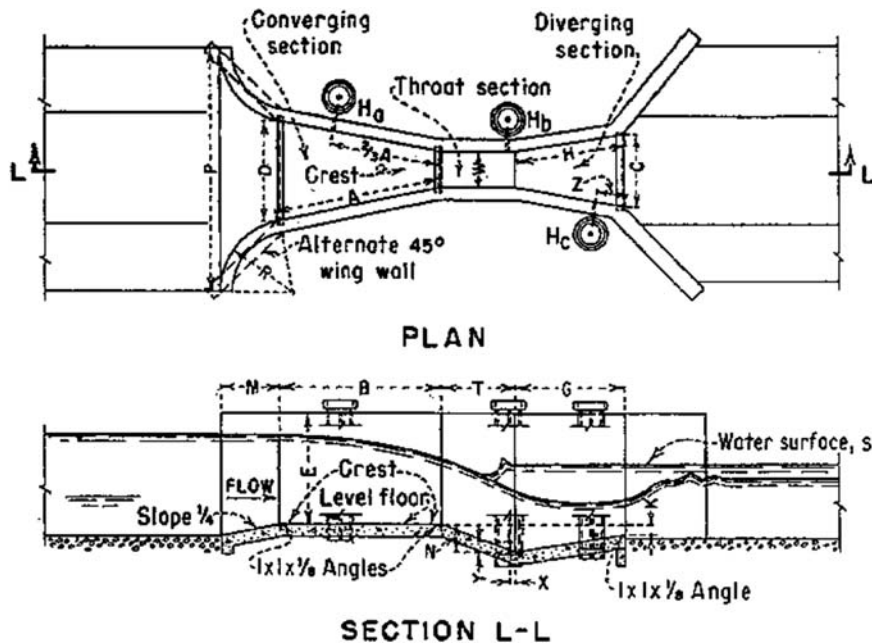 Converging
section
Diverging
section
Throat section
Ha
Hb
2/3A
H
W
L
P
D
Crest
A
Z
C
L
Hc
Alternate 45°
wing wall
R
PLAN
M B T G
Water surface, s
E
FLOW
Crest
Level floor
K
Slope 1/4
N
Y
X
1x1x1/8 Angles
1x1x1/8 Angle
SECTION L-L